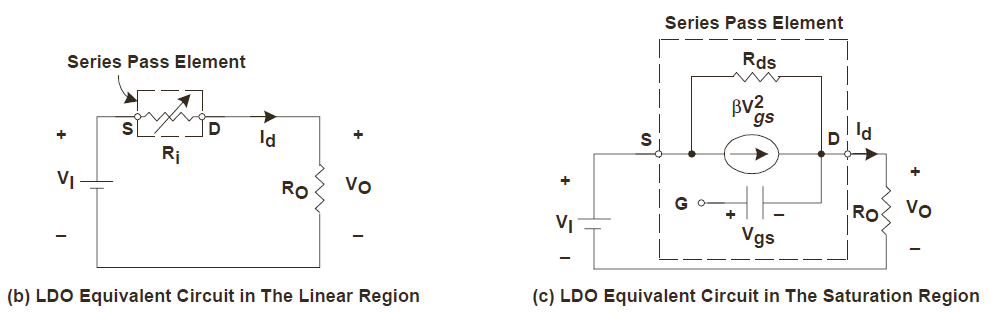 Series Pass Element
S
D
Id
Ri
+
VI
–
RO
+
VO
–
(b) LDO Equivalent Circuit in The Linear Region
Series Pass Element
Rds
βV²gs
S
D
Id
G
+
–
Vgs
+
VI
–
RO
+
VO
–
(c) LDO Equivalent Circuit in The Saturation Region